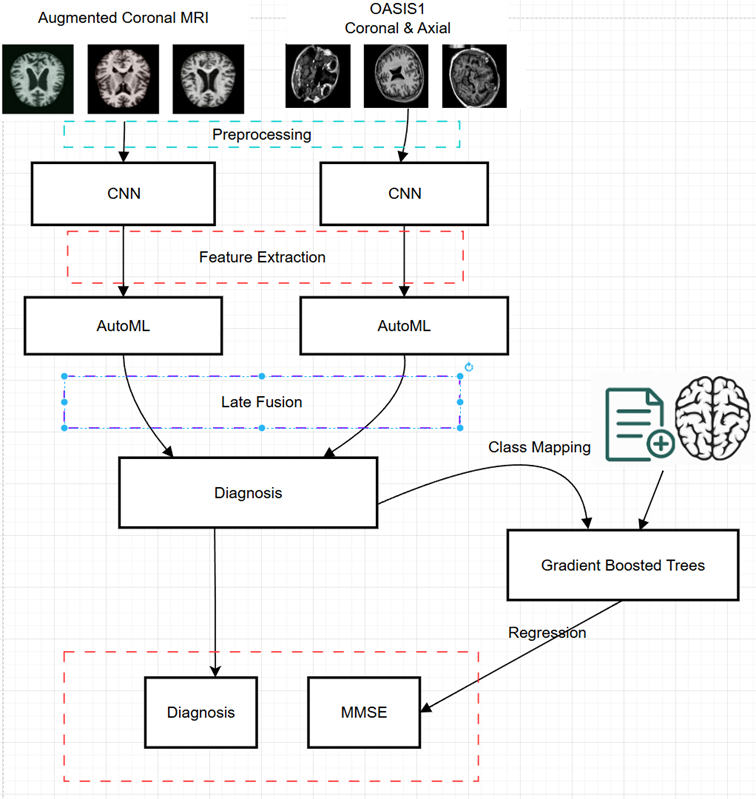 Augmented Coronal MRI
OASIS1
Coronal & Axial
Preprocessing
CNN
CNN
Feature Extraction
AutoML
AutoML
Late Fusion
Class Mapping
Diagnosis
Gradient Boosted Trees
Regression
Diagnosis
MMSE